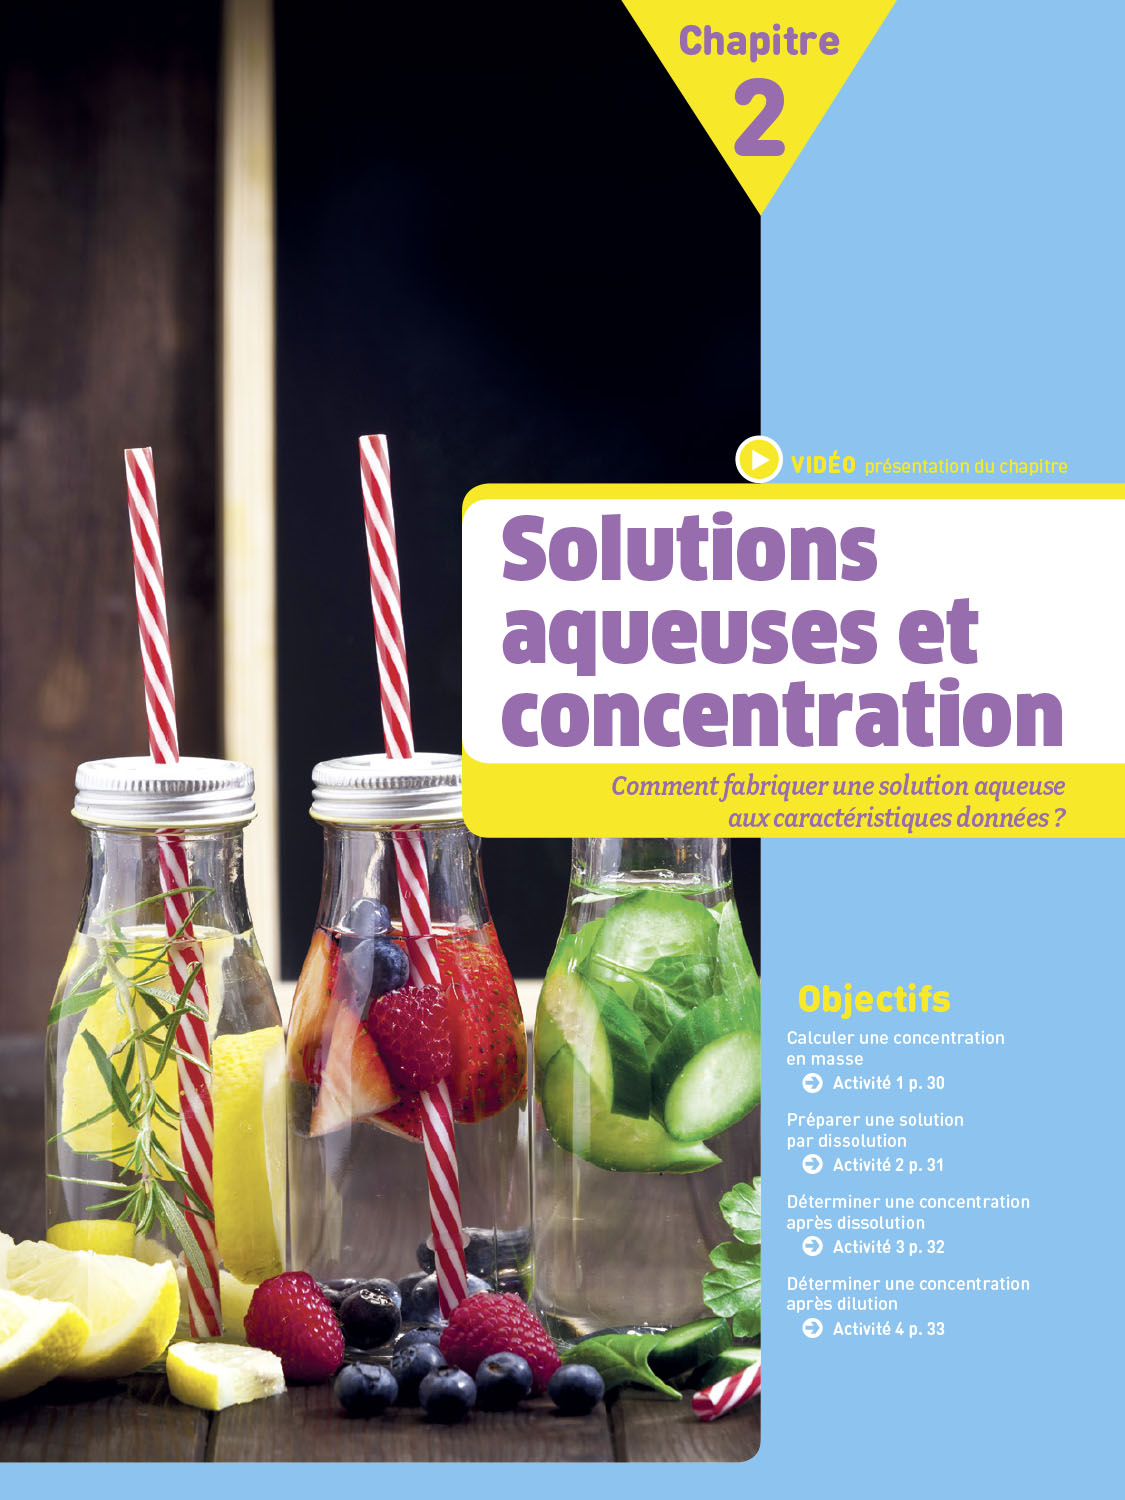 Chapitre
2
VIDÉO présentation du chapitre
Solutions
aqueuses et
concentration
Comment fabriquer une solution aqueuse
aux caractéristiques données ?
Objectifs
Calculer une concentration
en masse
Activité 1 p. 30
Préparer une solution
par dissolution
Activité 2 p. 31
Déterminer une concentration
après dissolution
Activité 3 p. 32
Déterminer une concentration
après dilution
Activité 4 p. 33